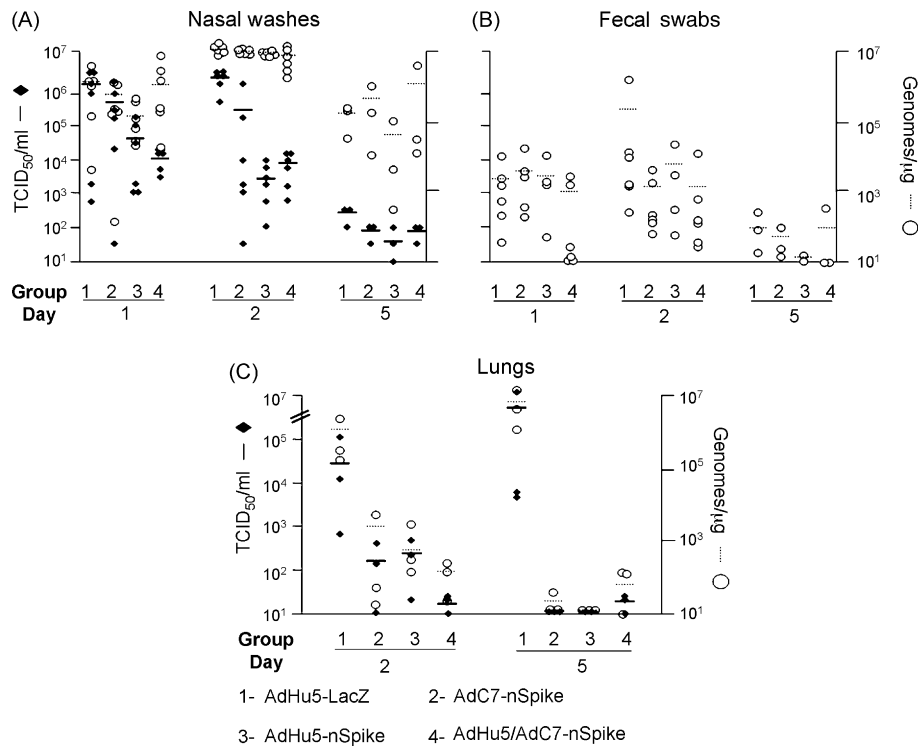 (A) Nasal washes
(B) Fecal swabs
TCID50/ml
10^7
10^6
10^5
10^4
10^3
10^2
10^1
10^7
10^5
10^3
10^1
Genomes/µg
Group 1 2 3 4 1 2 3 4 1 2 3 4 1 2 3 4 1 2 3 4 1 2 3 4
Day 1 2 5 1 2 5
(C) Lungs
TCID50/ml
10^7
10^5
10^4
10^3
10^2
10^1
10^7
10^5
10^3
10^1
Genomes/µg
Group 1 2 3 4 1 2 3 4
Day 2 5
1- AdHu5-LacZ 2- AdC7-nSpike
3- AdHu5-nSpike 4- AdHu5/AdC7-nSpike